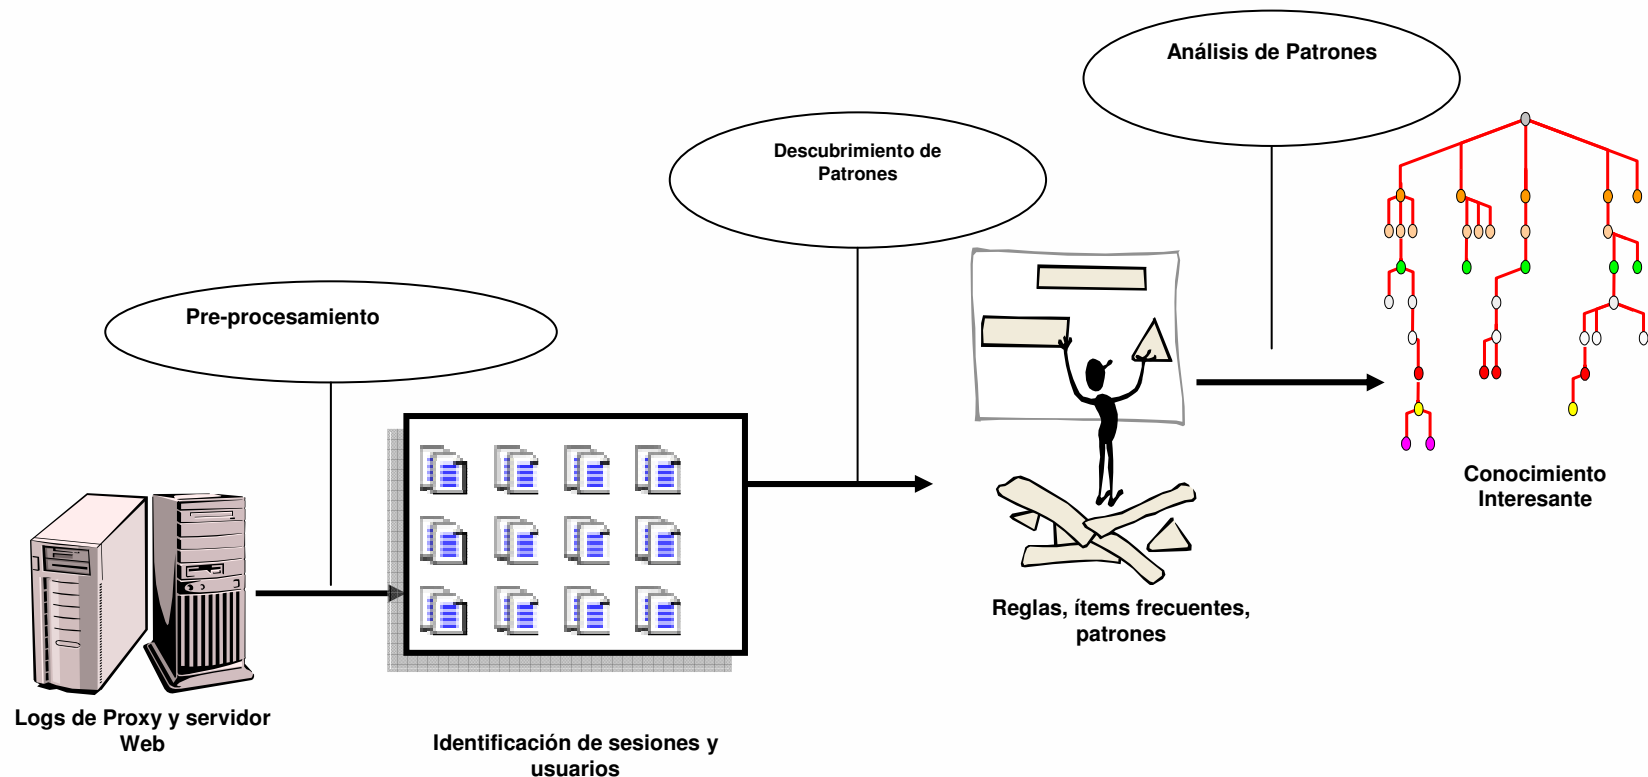 Análisis de Patrones
Descubrimiento de
Patrones
Pre-procesamiento
Conocimiento
Interesante
Reglas, ítems frecuentes,
patrones
Logs de Proxy y servidor
Web
Identificación de sesiones y
usuarios